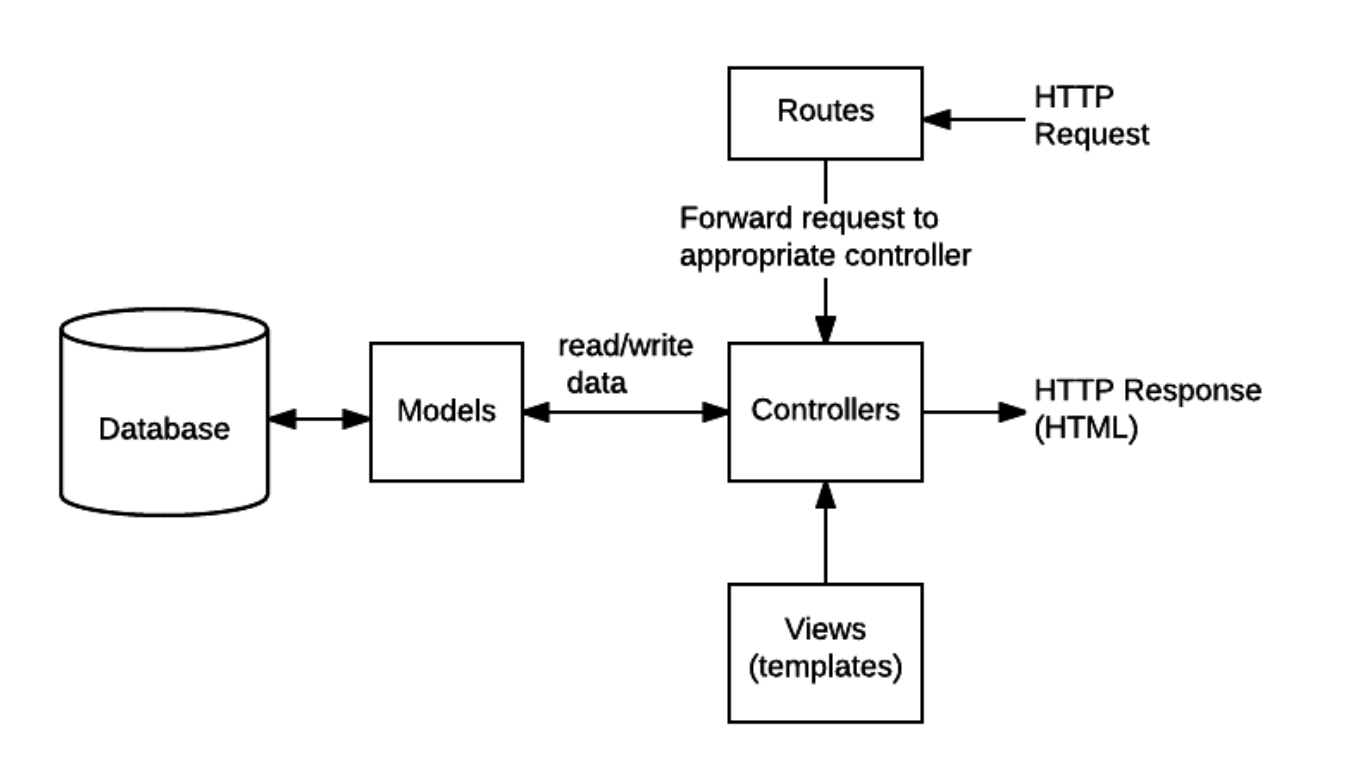 Routes
HTTP
Request
Forward request to
appropriate controller
read/write
data
Database
Models
Controllers
HTTP Response
(HTML)
Views
(templates)